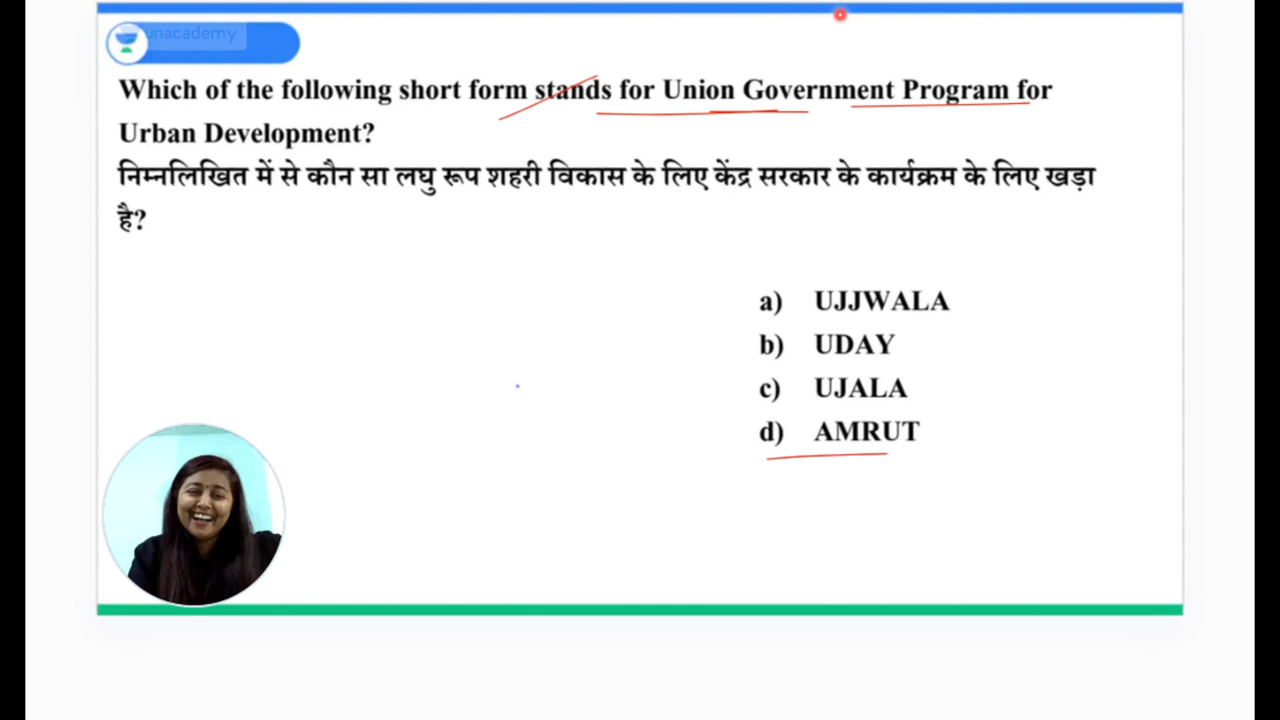 unacademy
Which of the following short form stands for Union Government Program for
Urban Development?
निम्नलिखित में से कौन सा लघु रूप शहरी विकास के लिए केंद्र सरकार के कार्यक्रम के लिए खड़ा
है?
a) UJJWALA
b) UDAY
c) UJALA
d) AMRUT